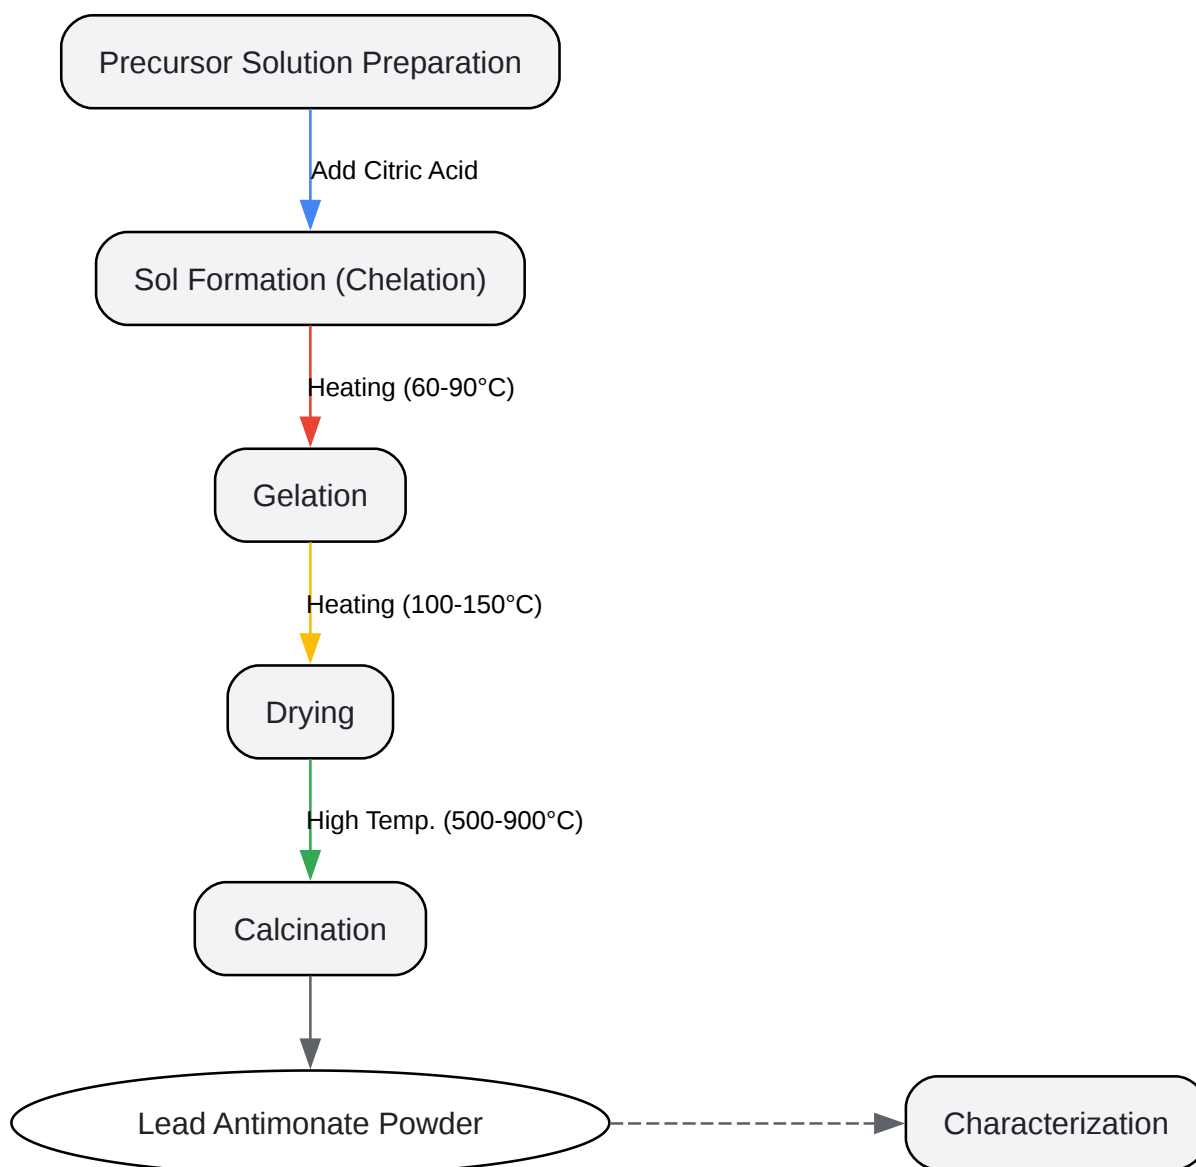 Precursor Solution Preparation
Add Citric Acid
Sol Formation (Chelation)
Heating (60-90°C)
Gelation
Heating (100-150°C)
Drying
High Temp. (500-900°C)
Calcination
Lead Antimonate Powder
Characterization